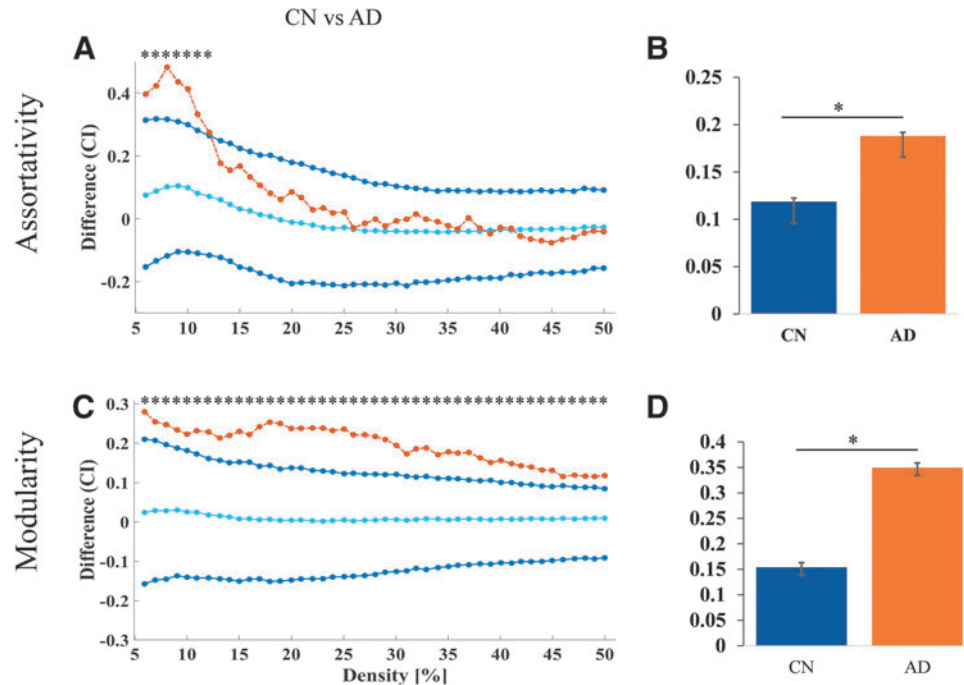 CN vs AD
A
*******
Assortativity
Difference (CI)
0.4
0.2
0
-0.2
5 10 15 20 25 30 35 40 45 50
B
0.25
0.2
0.15
0.1
0.05
0
*
CN AD
C
*********************************************
Modularity
Difference (CI)
0.3
0.2
0.1
0
-0.1
-0.2
-0.3
5 10 15 20 25 30 35 40 45 50
Density [%]
D
0.4
0.35
0.3
0.25
0.2
0.15
0.1
0.05
0
*
CN AD